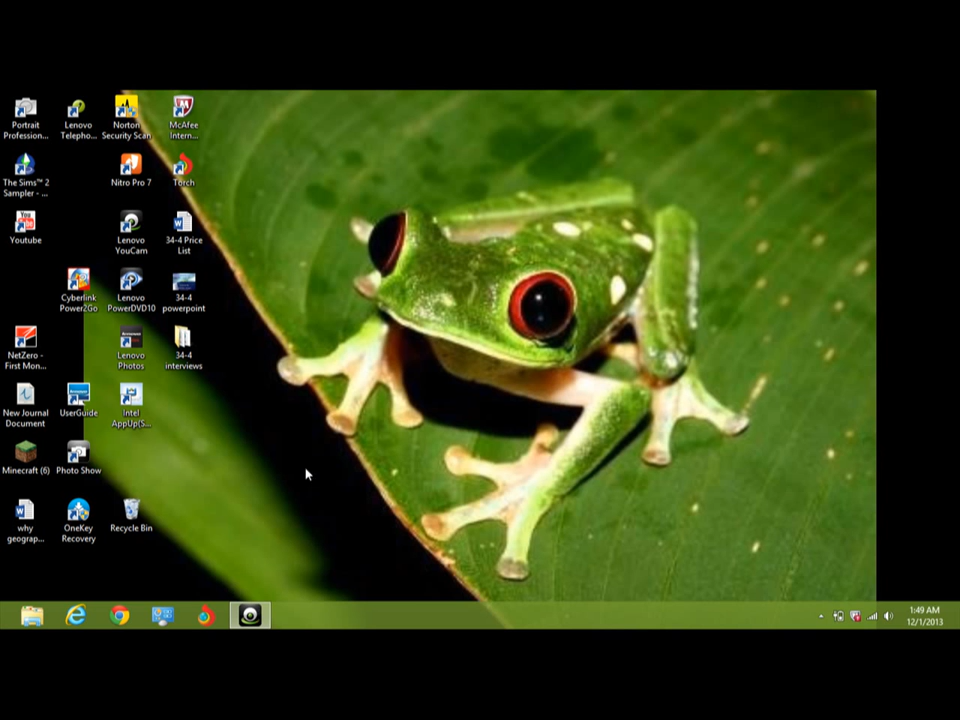 Portrait
Profession...
Lenovo
Telepho...
Norton
Security Scan
McAfee
Intern...
The Sims™ 2
Sampler - ...
Nitro Pro 7
Torch
You
Tube
Youtube
Lenovo
YouCam
34-4 Price
List
Cyberlink
Power2Go
Lenovo
PowerDVD10
34-4
powerpoint
NetZero -
First Mon...
Lenovo
Photos
34-4
interviews
New Journal
Document
UserGuide
Intel
AppUp(S...
Minecraft (6)
Photo Show
why
geograp...
OneKey
Recovery
Recycle Bin
1:49 AM
12/1/2013